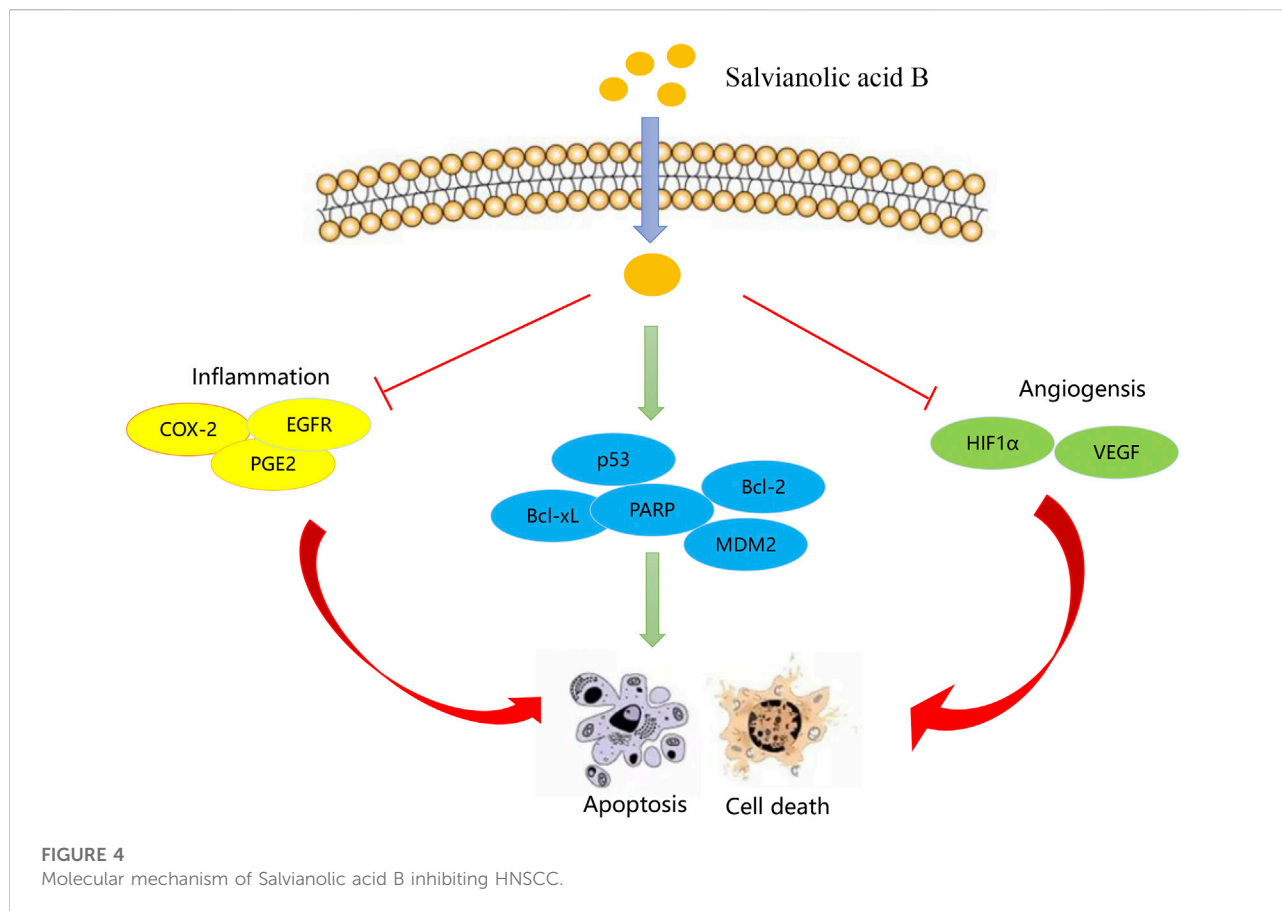 Salvianolic acid B
Inflammation
COX-2
EGFR
PGE2
Angiogensis
HIF1α
VEGF
p53
Bcl-2
Bcl-xL
PARP
MDM2
Apoptosis
Cell death
FIGURE 4
Molecular mechanism of Salvianolic acid B inhibiting HNSCC.